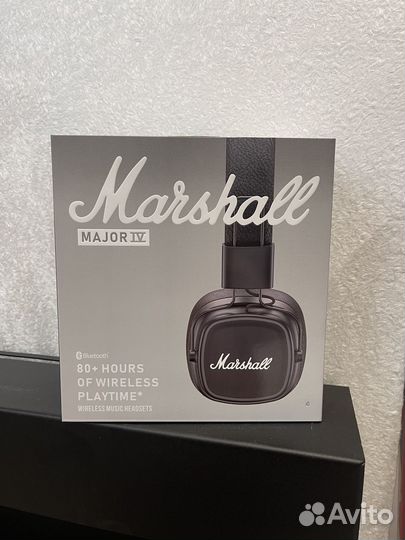 Marshall
MAJOR IV
Bluetooth
80+ HOURS
OF WIRELESS
PLAYTIME*
WIRELESS MUSIC HEADSETS
Marshall
Avito